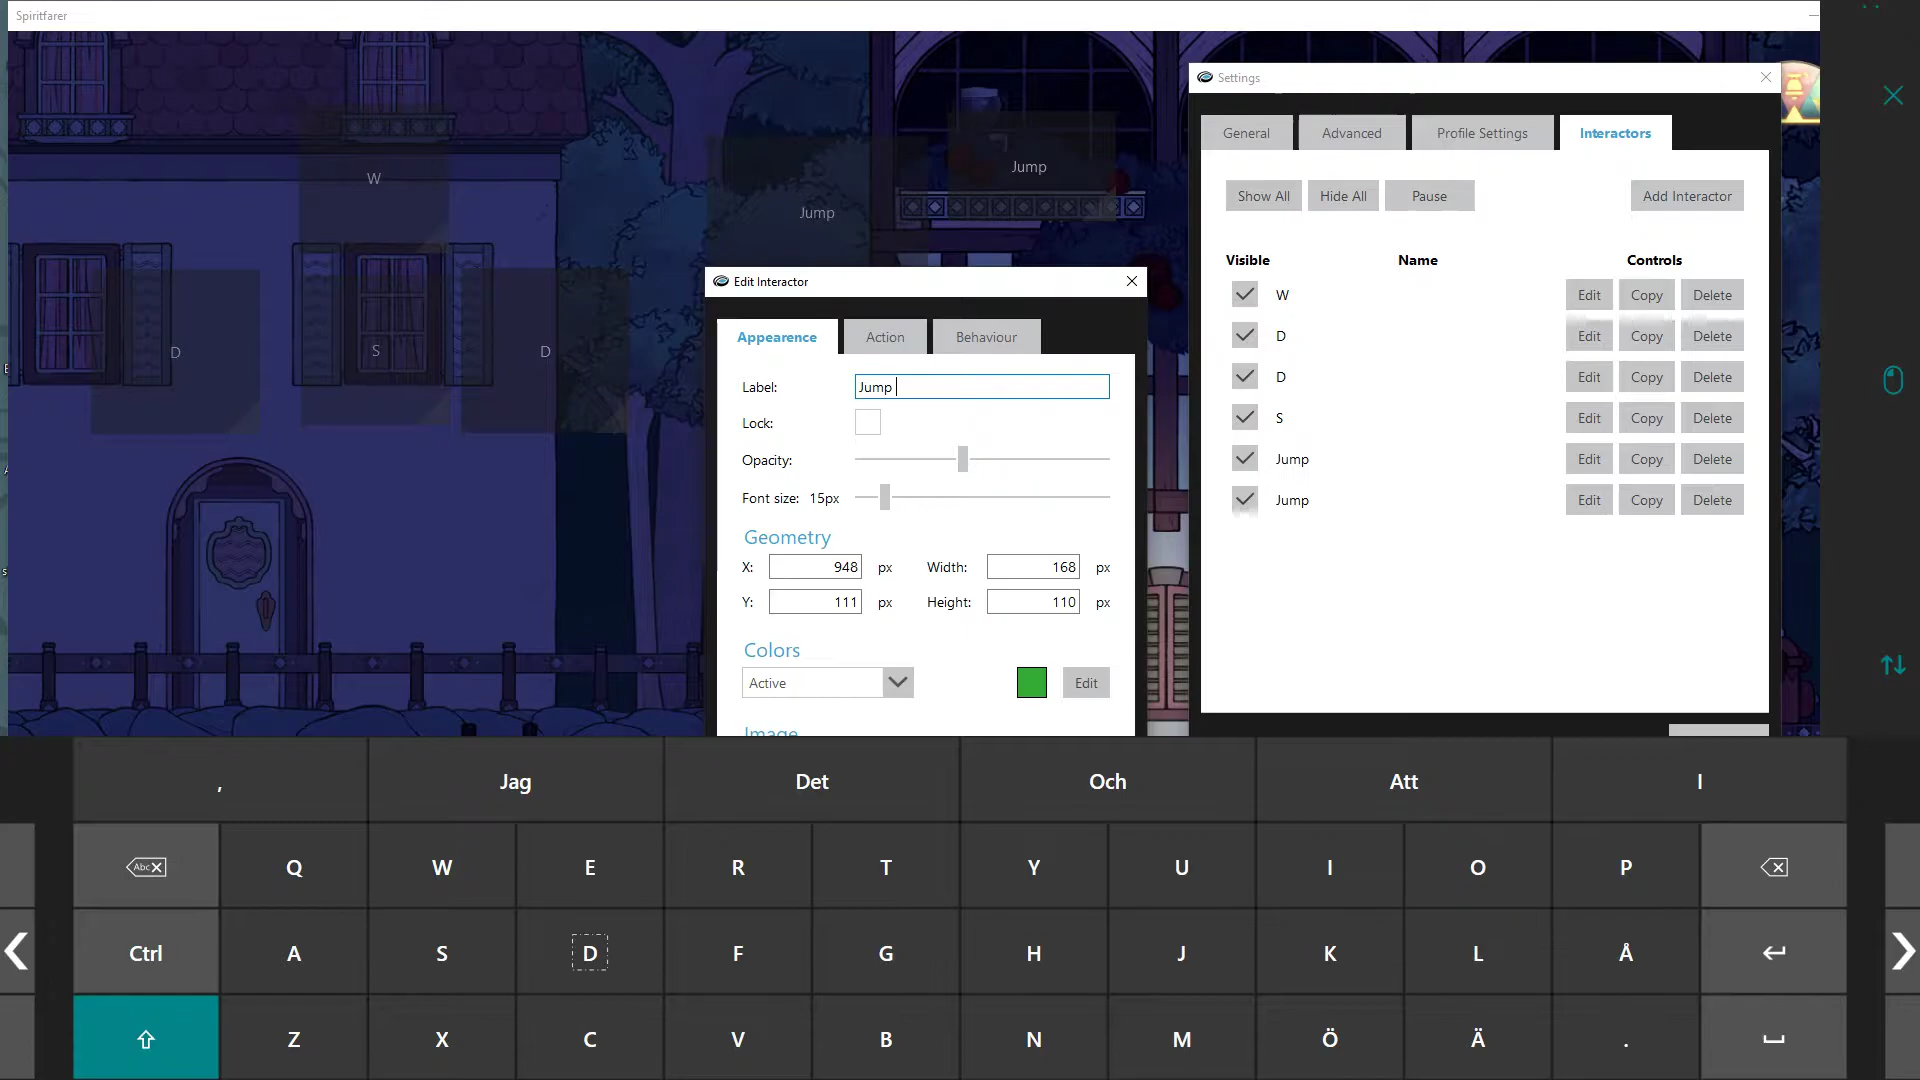 Spiritfarer
Settings
General
Advanced
Profile Settings
Interactors
W
Jump
Jump
Show All
Hide All
Pause
Add Interactor
Visible
Name
Controls
W
Edit
Copy
Delete
D
Edit
Copy
Delete
D
Edit
Copy
Delete
S
Edit
Copy
Delete
Jump
Edit
Copy
Delete
Jump
Edit
Copy
Delete
D
S
D
Edit Interactor
Appearence
Action
Behaviour
Label:
Jump
Lock:
Opacity:
Font size: 15px
Geometry
X: 948 px
Width: 168 px
Y: 111 px
Height: 110 px
Colors
Active
Edit
Image
,
Jag
Det
Och
Att
I
Abc
Q
W
E
R
T
Y
U
I
O
P
Ctrl
A
S
D
F
G
H
J
K
L
Å
Z
X
C
V
B
N
M
Ö
Ä
.